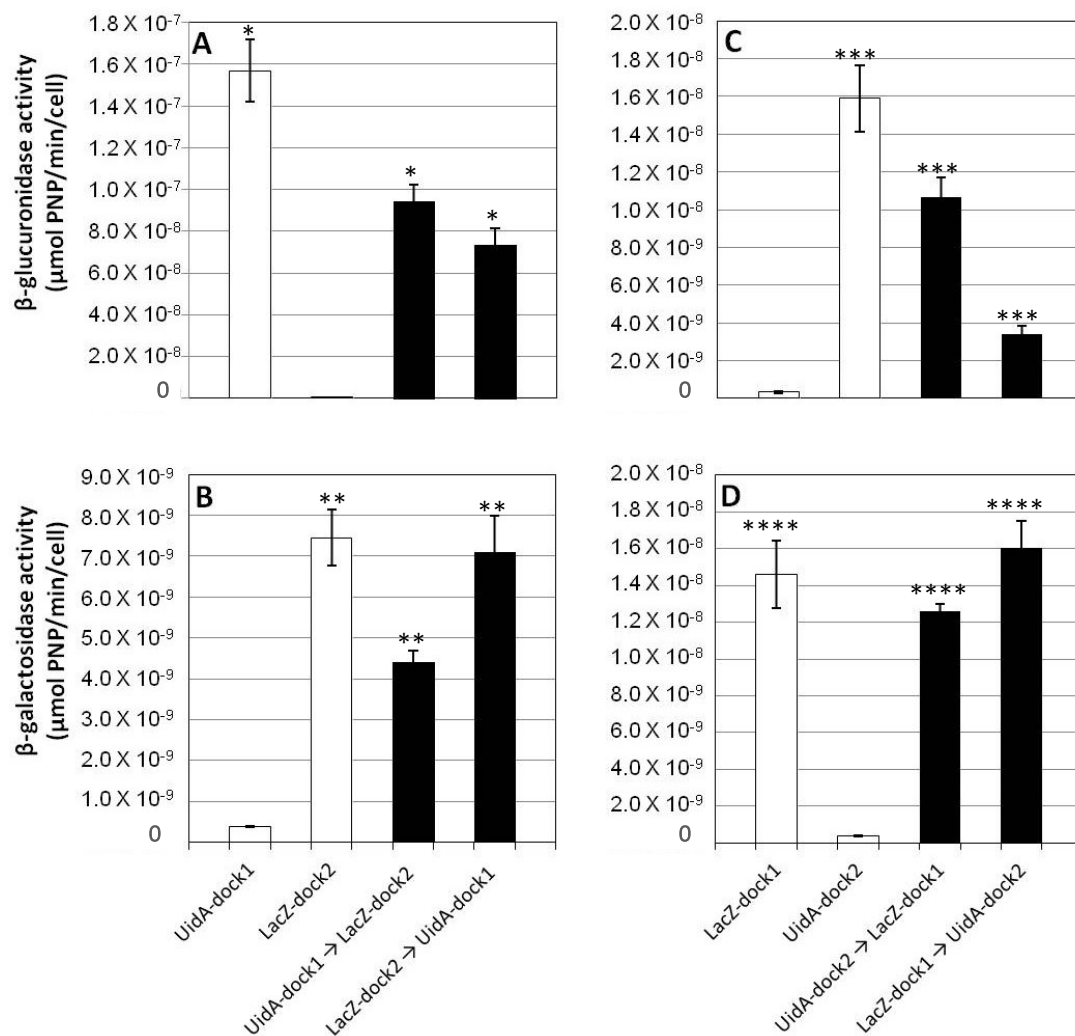 A
β-glucuronidase activity
(μmol PNP/min/cell)
1.8 X 10⁻⁷
1.6 X 10⁻⁷
1.4 X 10⁻⁷
1.2 X 10⁻⁷
1.0 X 10⁻⁷
8.0 X 10⁻⁸
6.0 X 10⁻⁸
4.0 X 10⁻⁸
2.0 X 10⁻⁸
0
*
*
*
C
2.0 X 10⁻⁸
1.8 X 10⁻⁸
1.6 X 10⁻⁸
1.4 X 10⁻⁸
1.2 X 10⁻⁸
1.0 X 10⁻⁸
8.0 X 10⁻⁹
6.0 X 10⁻⁹
4.0 X 10⁻⁹
2.0 X 10⁻⁹
0
***
***
***
B
β-galactosidase activity
(μmol PNP/min/cell)
9.0 X 10⁻⁹
8.0 X 10⁻⁹
7.0 X 10⁻⁹
6.0 X 10⁻⁹
5.0 X 10⁻⁹
4.0 X 10⁻⁹
3.0 X 10⁻⁹
2.0 X 10⁻⁹
1.0 X 10⁻⁹
0
**
**
**
UidA-dock1
LacZ-dock2
UidA-dock1 → LacZ-dock2
LacZ-dock2 → UidA-dock1
D
2.0 X 10⁻⁸
1.8 X 10⁻⁸
1.6 X 10⁻⁸
1.4 X 10⁻⁸
1.2 X 10⁻⁸
1.0 X 10⁻⁸
8.0 X 10⁻⁹
6.0 X 10⁻⁹
4.0 X 10⁻⁹
2.0 X 10⁻⁹
0
****
****
****
LacZ-dock1
UidA-dock2
UidA-dock2 → LacZ-dock1
LacZ-dock1 → UidA-dock2